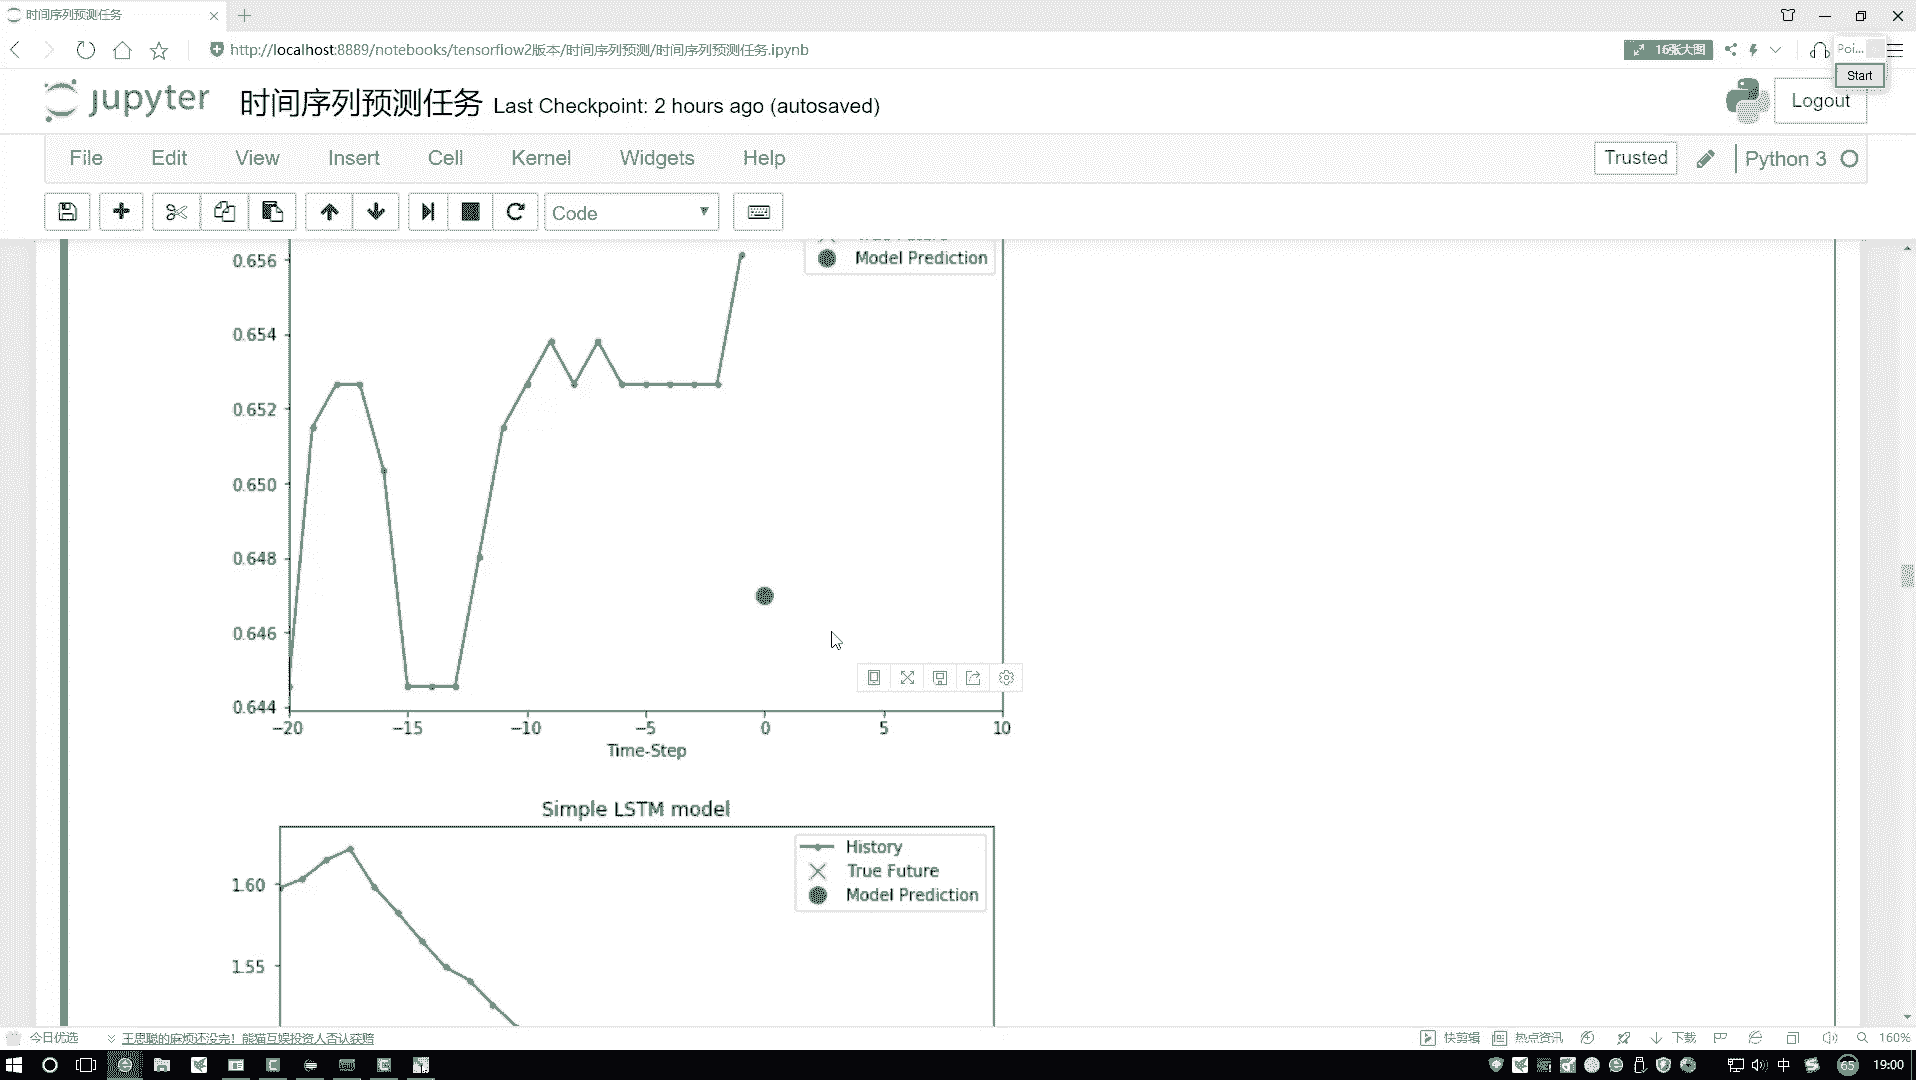 时间序列预测任务
http://localhost:8889/notebooks/tensorflow2版本/时间序列预测/时间序列预测任务.ipynb
16张大图
Poi...
Start
jupyter 时间序列预测任务 Last Checkpoint: 2 hours ago (autosaved)
Logout
File Edit View Insert Cell Kernel Widgets Help
Trusted
Python 3
Code
Model Prediction
0.656
0.654
0.652
0.650
0.648
0.646
0.644
−20 −15 −10 −5 0 5 10
Time-Step
Simple LSTM model
History
True Future
Model Prediction
1.60
1.55
今日优选 王思聪的麻烦还没完！熊猫互娱投资人否认获赔 快剪辑 热点资讯 下载 160%
中 65 19:00